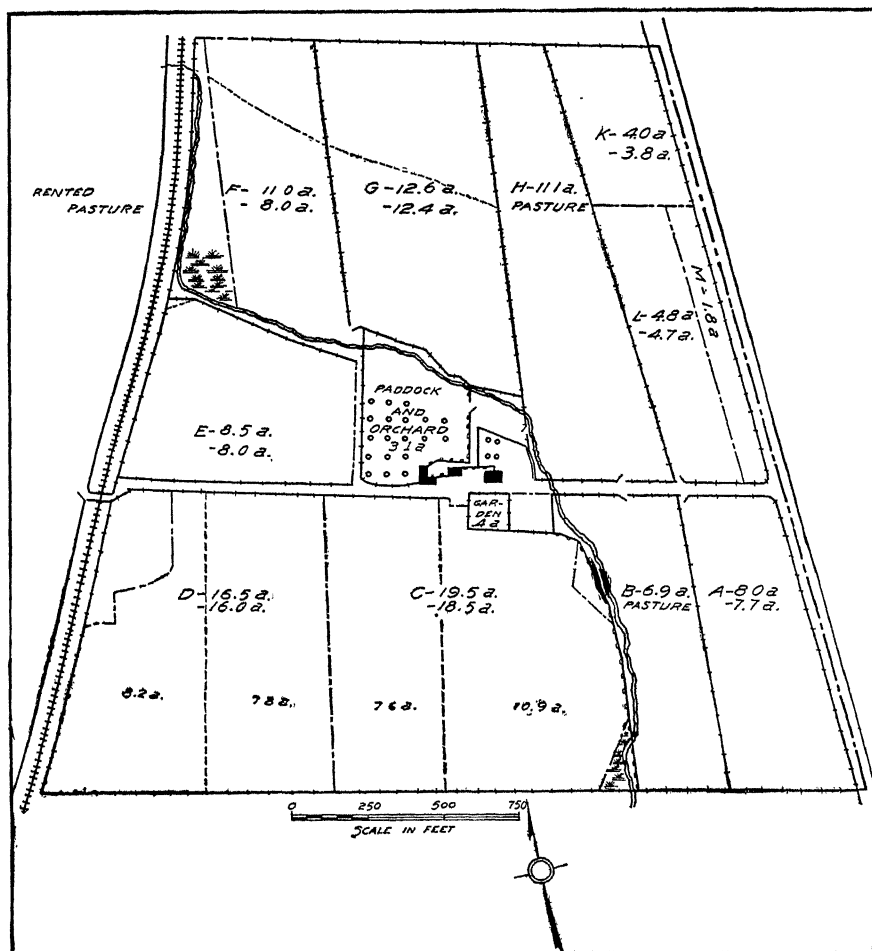 K-4.0 a
-3.8 a.
RENTED
PASTURE
F- 11.0 a.
- 8.0 a.
G-12.6 a.
-12.4 a.
H-11.1 a.
PASTURE
M-1.8 a
L-4.8 a
-4.7 a.
PADDOCK
AND
ORCHARD
3.1 a
E-8.5 a.
-8.0 a.
GAR-
DEN
.4 a
D-16.5 a.
-16.0 a.
C-19.5 a.
-18.5 a.
B-6.9 a.
PASTURE
A-8.0 a
-7.7 a.
8.2 a.
7.8 a.
7.6 a.
10.9 a.
0 250 500 750
SCALE IN FEET